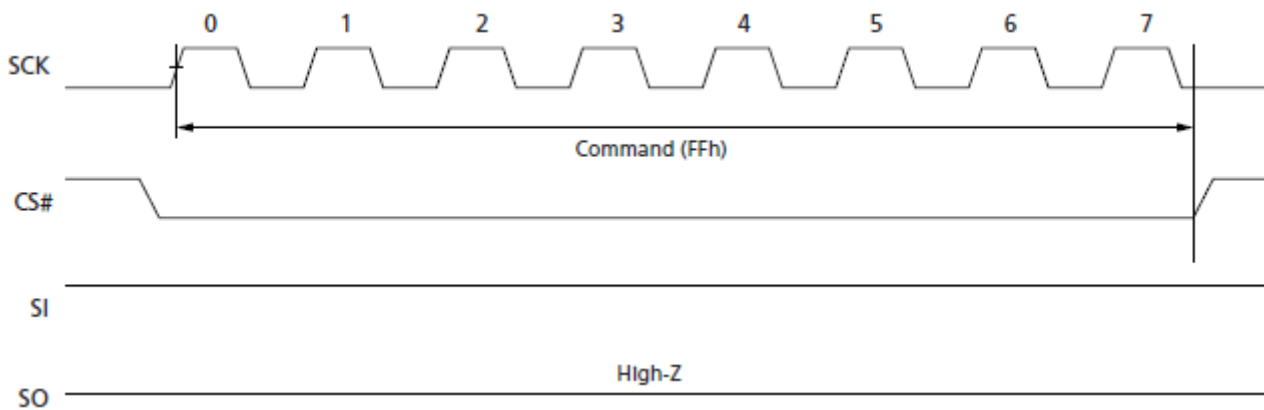 0 1 2 3 4 5 6 7
SCK
Command (FFh)
CS#
SI
High-Z
SO